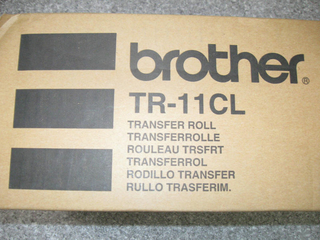 brother®
TR-11CL
TRANSFER ROLL
TRANSFERROLLE
ROULEAU TRSFRT
TRANSFERROL
RODILLO TRANSFER
RULLO TRASFERIM.